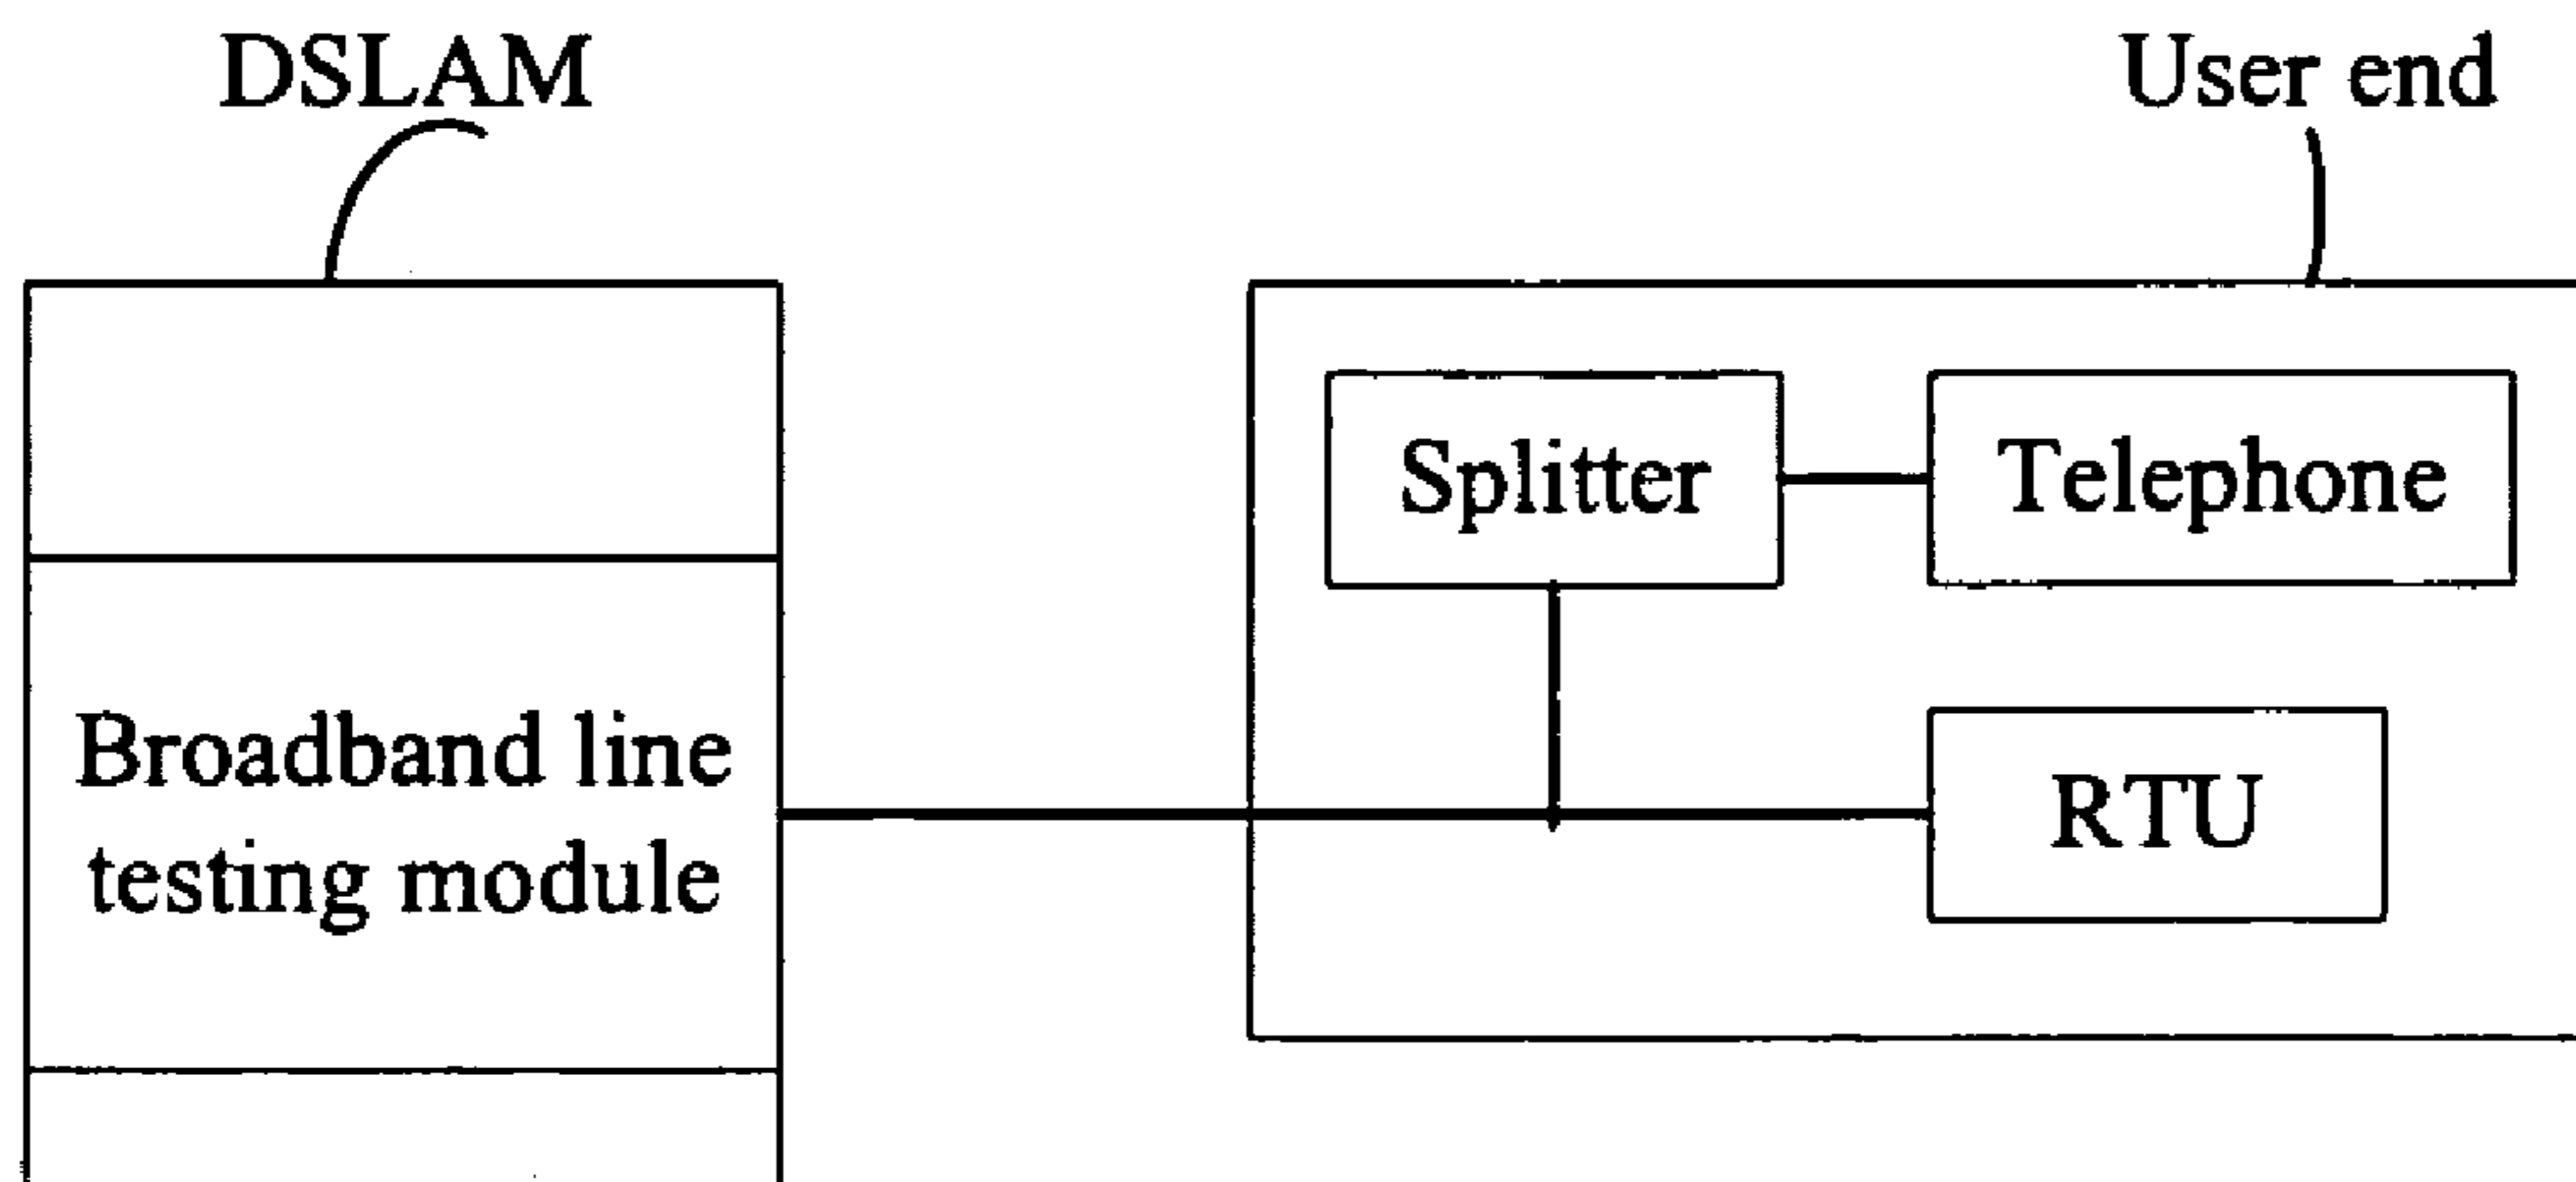 DSLAM
User end
Splitter
Telephone
Broadband line
testing module
RTU